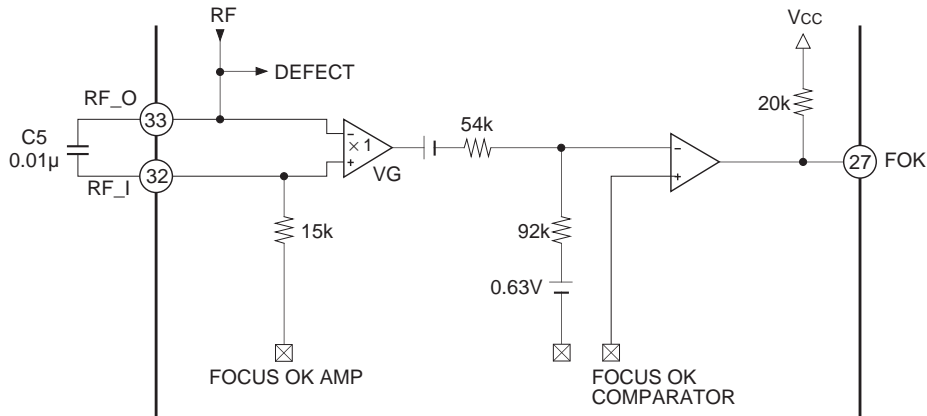 RF
DEFECT
RF_O
33
C5
0.01µ
RF_I
32
−
× 1
+
VG
15k
FOCUS OK AMP
54k
92k
0.63V
−
+
FOCUS OK
COMPARATOR
VCC
20k
27
FOK